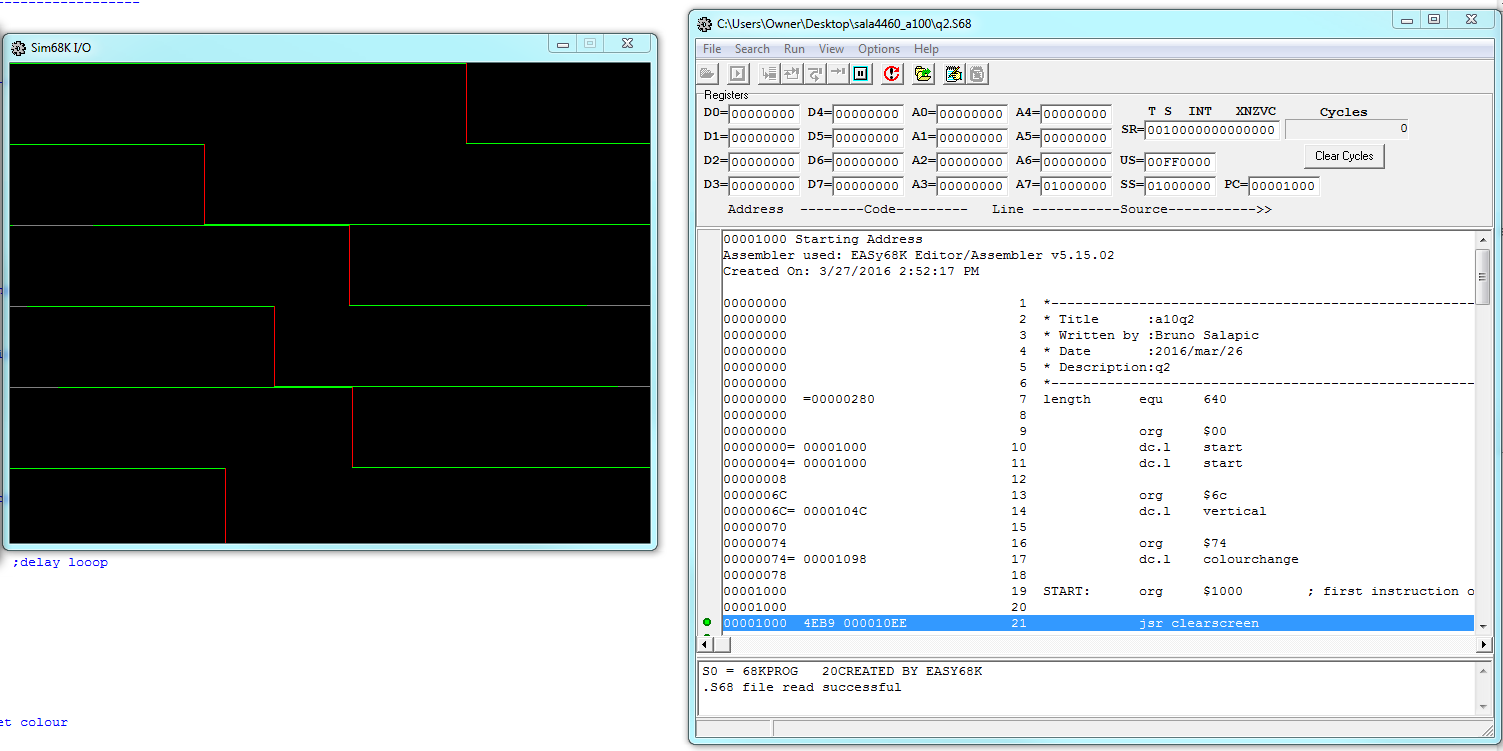 Sim68K I/O
;delay looop
et colour
C:\Users\Owner\Desktop\sala4460_a100\q2.S68
File Search Run View Options Help
Registers
D0= 00000000 D4= 00000000 A0= 00000000 A4= 00000000 T S INT XNZVC Cycles
D1= 00000000 D5= 00000000 A1= 00000000 A5= 00000000 SR= 0010000000000000 0
D2= 00000000 D6= 00000000 A2= 00000000 A6= 00000000 US= 00FF0000 Clear Cycles
D3= 00000000 D7= 00000000 A3= 00000000 A7= 01000000 SS= 01000000 PC= 00001000
Address --------Code--------- Line -----------Source----------->>
00001000 Starting Address
Assembler used: EASy68K Editor/Assembler v5.15.02
Created On: 3/27/2016 2:52:17 PM
00000000 1 *------------------------------------------------------
00000000 2 * Title :a10q2
00000000 3 * Written by :Bruno Salapic
00000000 4 * Date :2016/mar/26
00000000 5 * Description:q2
00000000 6 *------------------------------------------------------
00000000 =00000280 7 length equ 640
00000000 8
00000000 9 org $00
00000000= 00001000 10 dc.l start
00000004= 00001000 11 dc.l start
00000008 12
0000006C 13 org $6c
0000006C= 0000104C 14 dc.l vertical
00000070 15
00000074 16 org $74
00000074= 00001098 17 dc.l colourchange
00000078 18
00001000 19 START: org $1000 ; first instruction o
00001000 20
00001000 4EB9 000010EE 21 jsr clearscreen
S0 = 68KPROG 20CREATED BY EASY68K
.S68 file read successful